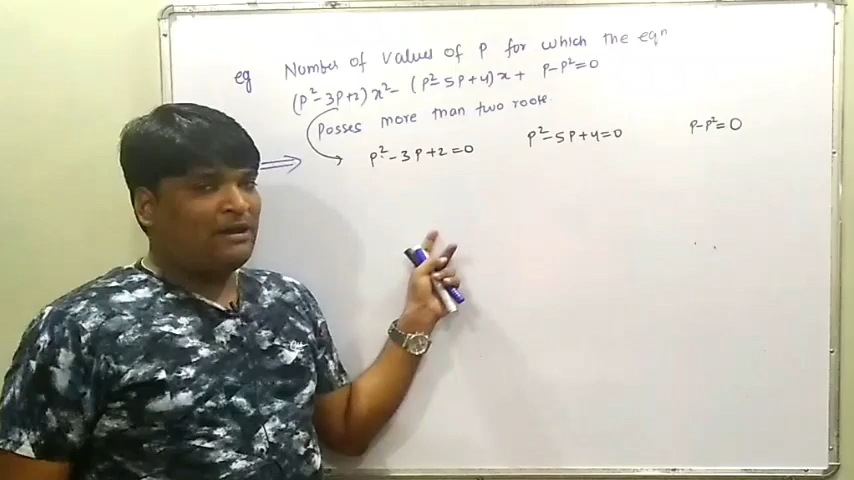 eg Number of values of p for which the eqn
(p²-3p+2)x²-(p²-5p+4)x+ p-p²=0
Posses more than two roots.
p²-3p+2=0 p²-5p+4=0 p-p²=0